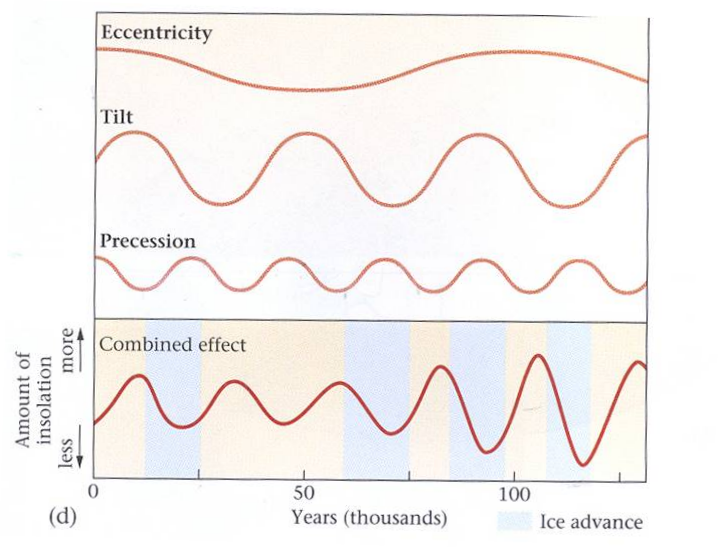 Eccentricity
Tilt
Precession
Combined effect
Amount of
insolation
more
less
0
50
100
Years (thousands)
(d)
Ice advance